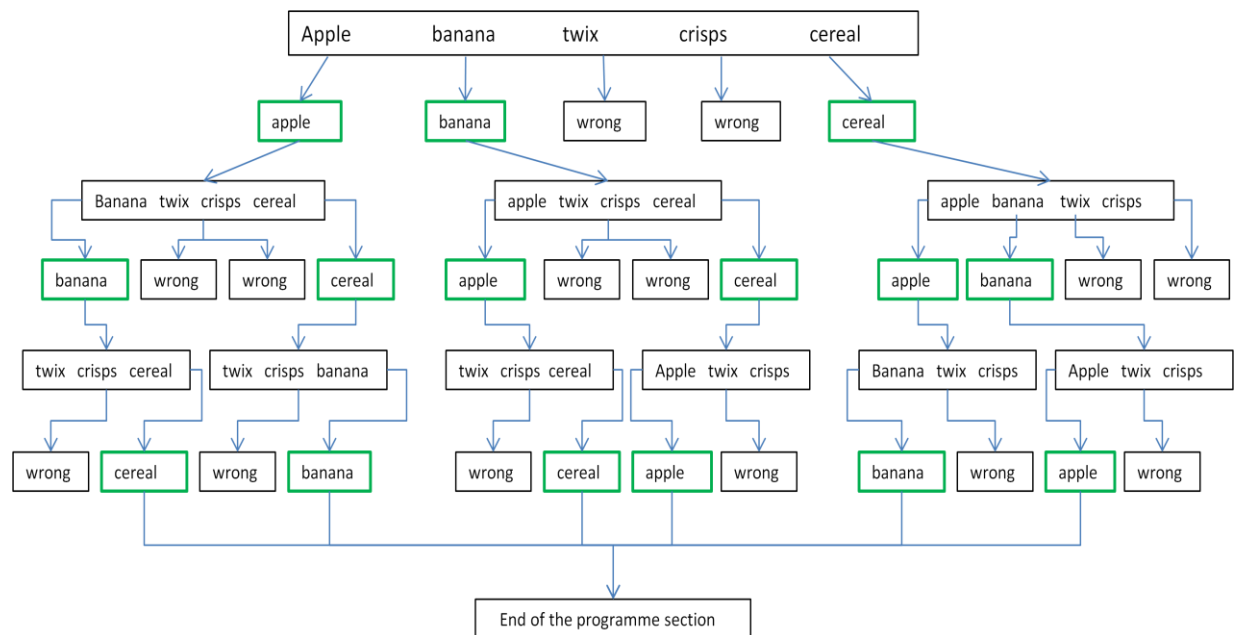 Apple banana twix crisps cereal
apple banana wrong wrong cereal
Banana twix crisps cereal apple twix crisps cereal apple banana twix crisps
banana wrong wrong cereal apple wrong wrong cereal apple banana wrong wrong
twix crisps cereal twix crisps banana twix crisps cereal Apple twix crisps Banana twix crisps Apple twix crisps
wrong cereal wrong banana wrong cereal apple wrong banana wrong apple wrong
End of the programme section